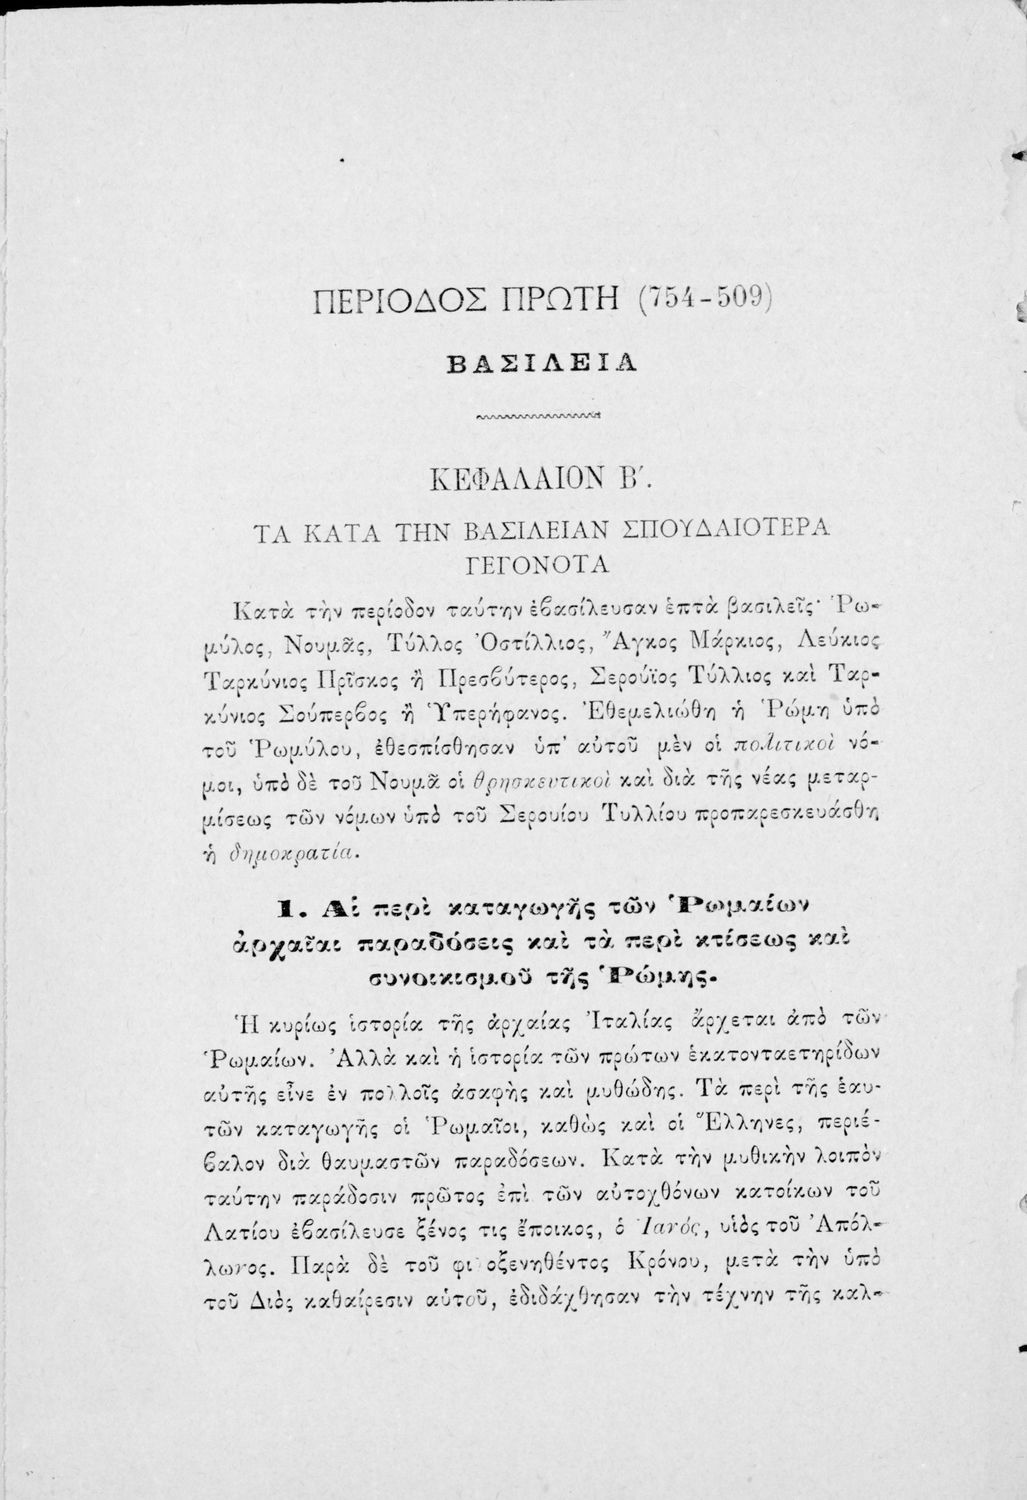 ΠΕΡΙΟΔΟΣ ΠΡΩΤΗ (754-509)
ΒΑΣΙΛΕΙΑ
ΚΕΦΑΛΑΙΟΝ Β΄.
ΤΑ ΚΑΤΑ ΤΗΝ ΒΑΣΙΛΕΙΑΝ ΣΠΟΥΔΑΙΟΤΕΡΑ
ΓΕΓΟΝΟΤΑ
Κατὰ τὴν περίοδον ταύτην ἐβασίλευσαν ἑπτὰ βασιλεῖς· Ῥω-
μύλος, Νουμᾶς, Τύλλος Ὁστίλλιος, Ἄγκος Μάρκιος, Λεύκιος
Ταρκύνιος Πρῖσκος ἢ Πρεσβύτερος, Σερούϊος Τύλλιος καὶ Ταρ-
κύνιος Σούπερβος ἢ Ὑπερήφανος. Ἐθεμελιώθη ἡ Ῥώμη ὑπὸ
τοῦ Ῥωμύλου, ἐθεσπίσθησαν ὑπ' αὐτοῦ μὲν οἱ πολιτικοὶ νό-
μοι, ὑπὸ δὲ τοῦ Νουμᾶ οἱ θρησκευτικοὶ καὶ διὰ τῆς νέας μεταρ-
μίσεως τῶν νόμων ὑπὸ τοῦ Σερουίου Τυλλίου προπαρεσκευάσθη
ἡ δημοκρατία.
1. Αἱ περὶ καταγωγῆς τῶν Ῥωμαίων
ἀρχαῖαι παραδόσεις καὶ τὰ περὶ κτίσεως καὶ
συνοικισμοῦ τῆς Ῥώμης.
Ἡ κυρίως ἱστορία τῆς ἀρχαίας Ἰταλίας ἄρχεται ἀπὸ τῶν
Ῥωμαίων. Ἀλλὰ καὶ ἡ ἱστορία τῶν πρώτων ἑκατονταετηρίδων
αὐτῆς εἶνε ἐν πολλοῖς ἀσαφὴς καὶ μυθώδης. Τὰ περὶ τῆς ἑαυ-
τῶν καταγωγῆς οἱ Ῥωμαῖοι, καθὼς καὶ οἱ Ἕλληνες, περιέ-
βαλον διὰ θαυμαστῶν παραδόσεων. Κατὰ τὴν μυθικὴν λοιπὸν
ταύτην παράδοσιν πρῶτος ἐπὶ τῶν αὐτοχθόνων κατοίκων τοῦ
Λατίου ἐβασίλευσε ξένος τις ἔποικος, ὁ Ἰανός, υἱὸς τοῦ Ἀπόλ-
λωνος. Παρὰ δὲ τοῦ φιλοξενηθέντος Κρόνου, μετὰ τὴν ὑπὸ
τοῦ Διὸς καθαίρεσιν αὐτοῦ, ἐδιδάχθησαν τὴν τέχνην τῆς καλ-